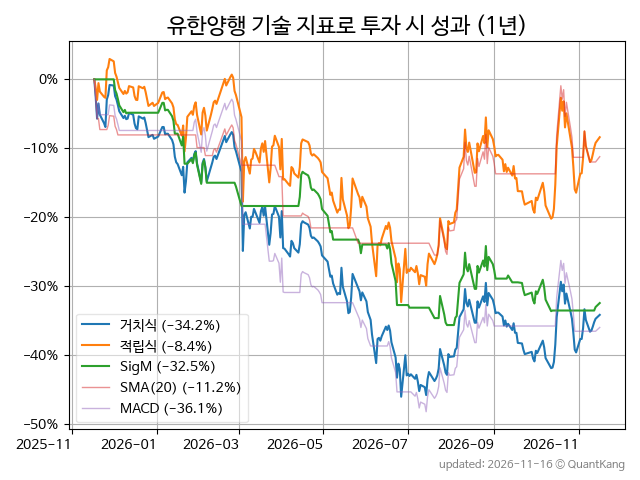 유한양행 기술 지표로 투자 시 성과 (1년)
0%
−10%
−20%
−30%
−40%
−50%
거치식 (−34.2%)
적립식 (−8.4%)
SigM (−32.5%)
SMA(20) (−11.2%)
MACD (−36.1%)
2025−11 2026−01 2026−03 2026−05 2026−07 2026−09 2026−11
updated: 2026-11-16 © QuantKang